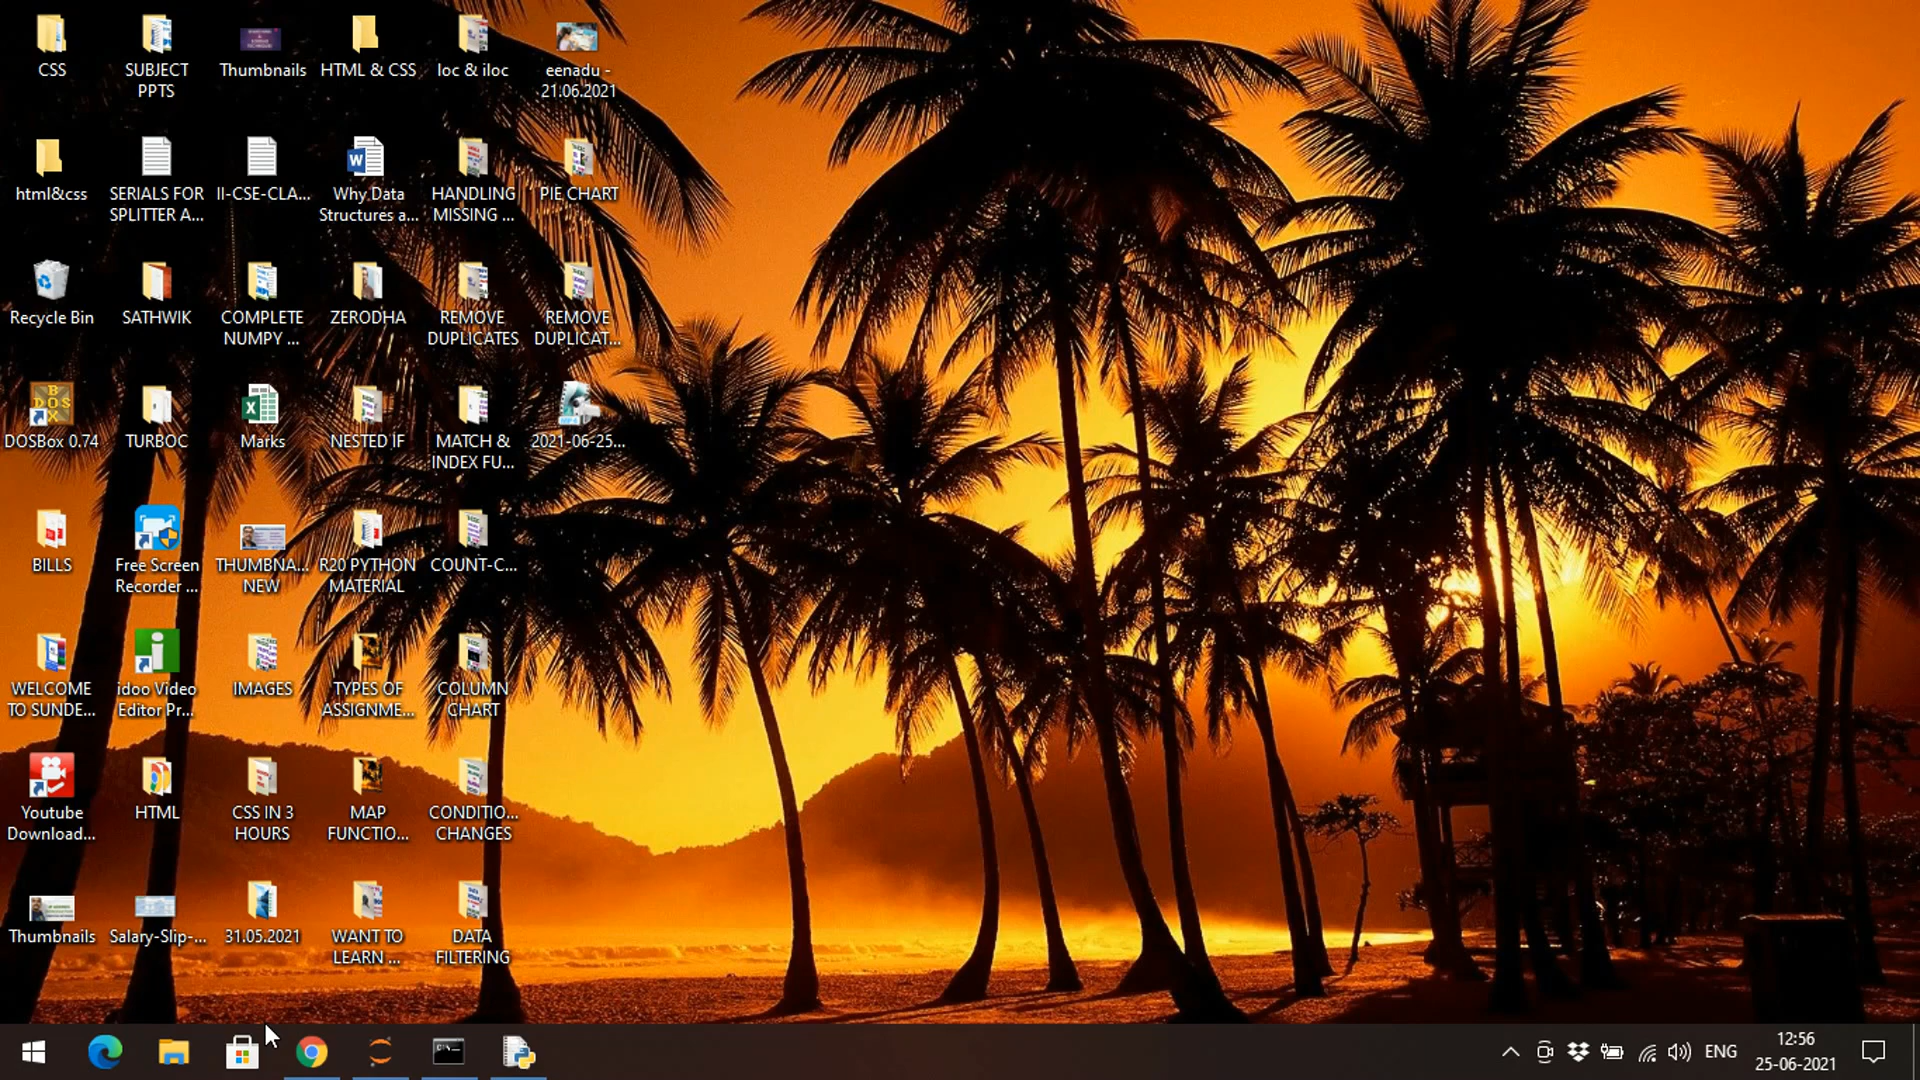 CSS
SUBJECT
PPTS
Thumbnails
HTML & CSS
loc & iloc
eenadu -
21.06.2021
html&css
SERIALS FOR
SPLITTER A...
II-CSE-CLA...
Why Data
Structures a...
HANDLING
MISSING ...
PIE CHART
Recycle Bin
SATHWIK
COMPLETE
NUMPY ...
ZERODHA
REMOVE
DUPLICATES
REMOVE
DUPLICAT...
DOSBox 0.74
TURBOC
Marks
NESTED IF
MATCH &
INDEX FU...
2021-06-25...
BILLS
Free Screen
Recorder ...
THUMBNA...
NEW
R20 PYTHON
MATERIAL
COUNT-C...
WELCOME
TO SUNDE...
idoo Video
Editor Pr...
IMAGES
TYPES OF
ASSIGNME...
COLUMN
CHART
Youtube
Download...
HTML
CSS IN 3
HOURS
MAP
FUNCTIO...
CONDITIO...
CHANGES
Thumbnails
Salary-Slip-...
31.05.2021
WANT TO
LEARN ...
DATA
FILTERING
ENG
12:56
25-06-2021